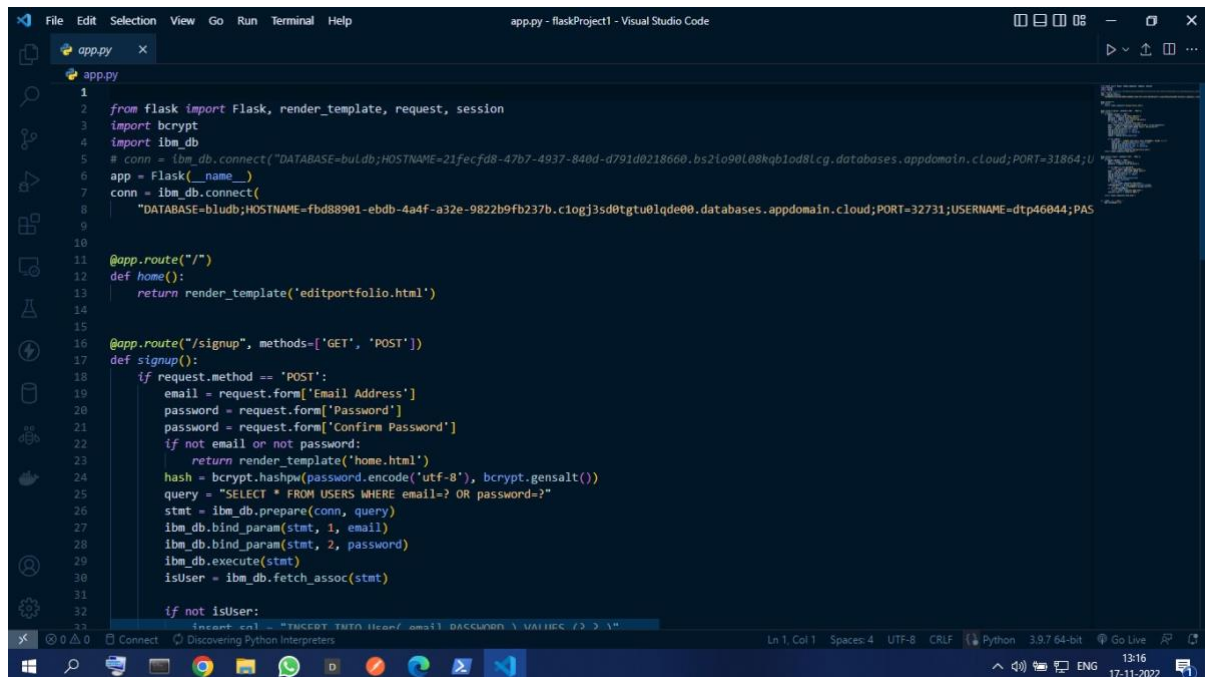 File Edit Selection View Go Run Terminal Help app.py - flaskProject1 - Visual Studio Code
app.py
app.py
1
2 from flask import Flask, render_template, request, session
3 import bcrypt
4 import ibm_db
5 # conn = ibm_db.connect("DATABASE=buldb;HOSTNAME=21fecfd8-47b7-4937-840d-d791d0218660.bs2io90l08kqb1od8lcg.databases.appdomain.cloud;PORT=31864;U
6 app = Flask(__name__)
7 conn = ibm_db.connect(
8 "DATABASE=bludb;HOSTNAME=fbd88901-ebdb-4a4f-a32e-9822b9fb237b.c1ogj3sd0tgtu0lqde00.databases.appdomain.cloud;PORT=32731;USERNAME=dtp46044;PAS
9
10
11 @app.route("/")
12 def home():
13 return render_template('editportfolio.html')
14
15
16 @app.route("/signup", methods=['GET', 'POST'])
17 def signup():
18 if request.method == 'POST':
19 email = request.form['Email Address']
20 password = request.form['Password']
21 password = request.form['Confirm Password']
22 if not email or not password:
23 return render_template('home.html')
24 hash = bcrypt.hashpw(password.encode('utf-8'), bcrypt.gensalt())
25 query = "SELECT * FROM USERS WHERE email=? OR password=?"
26 stmt = ibm_db.prepare(conn, query)
27 ibm_db.bind_param(stmt, 1, email)
28 ibm_db.bind_param(stmt, 2, password)
29 ibm_db.execute(stmt)
30 isUser = ibm_db.fetch_assoc(stmt)
31
32 if not isUser:
33 insert_sql = "INSERT INTO User( email,PASSWORD ) VALUES (?,?)"
0 0 Connect Discovering Python Interpreters Ln 1, Col 1 Spaces: 4 UTF-8 CRLF Python 3.9.7 64-bit Go Live
D ENG 13:16
17-11-2022